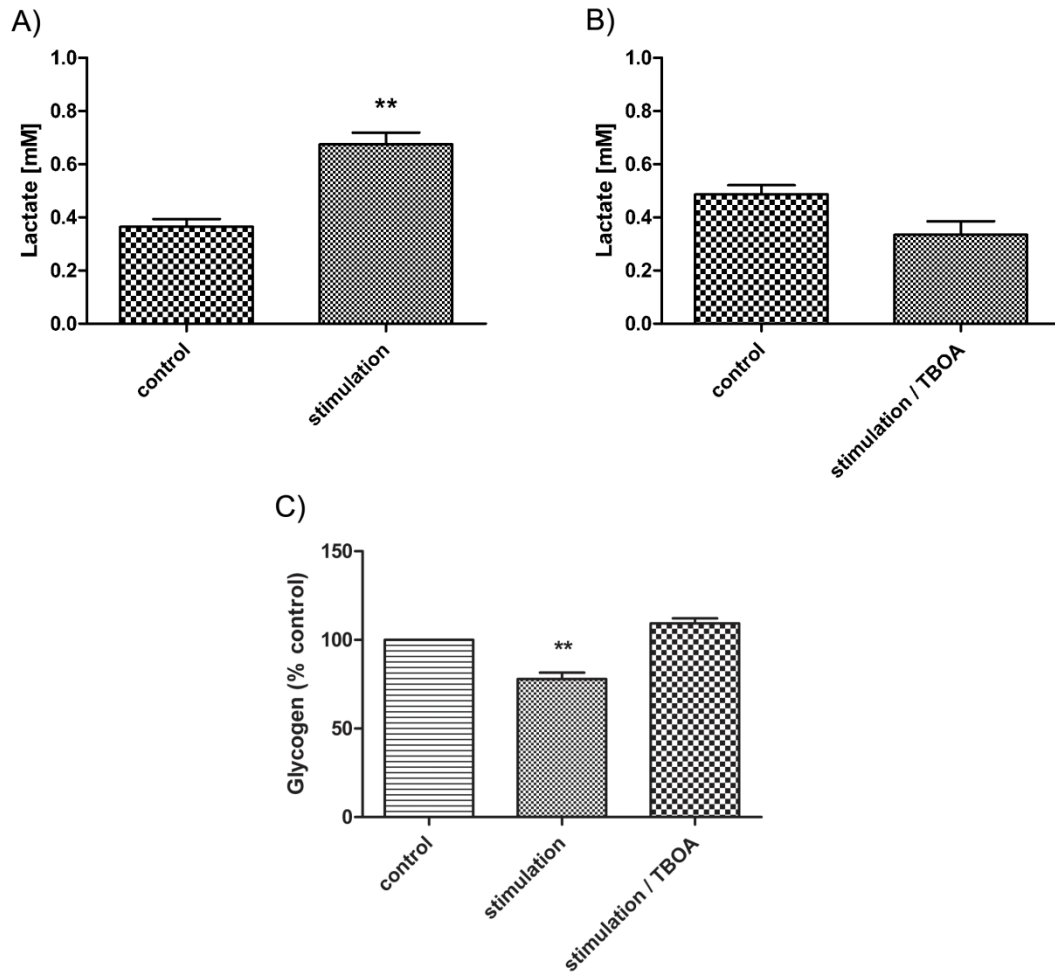 A)
Lactate [mM]
1.0
0.8
0.6
0.4
0.2
0.0
**
control
stimulation
B)
Lactate [mM]
1.0
0.8
0.6
0.4
0.2
0.0
control
stimulation / TBOA
C)
Glycogen (% control)
150
100
50
0
**
control
stimulation
stimulation / TBOA